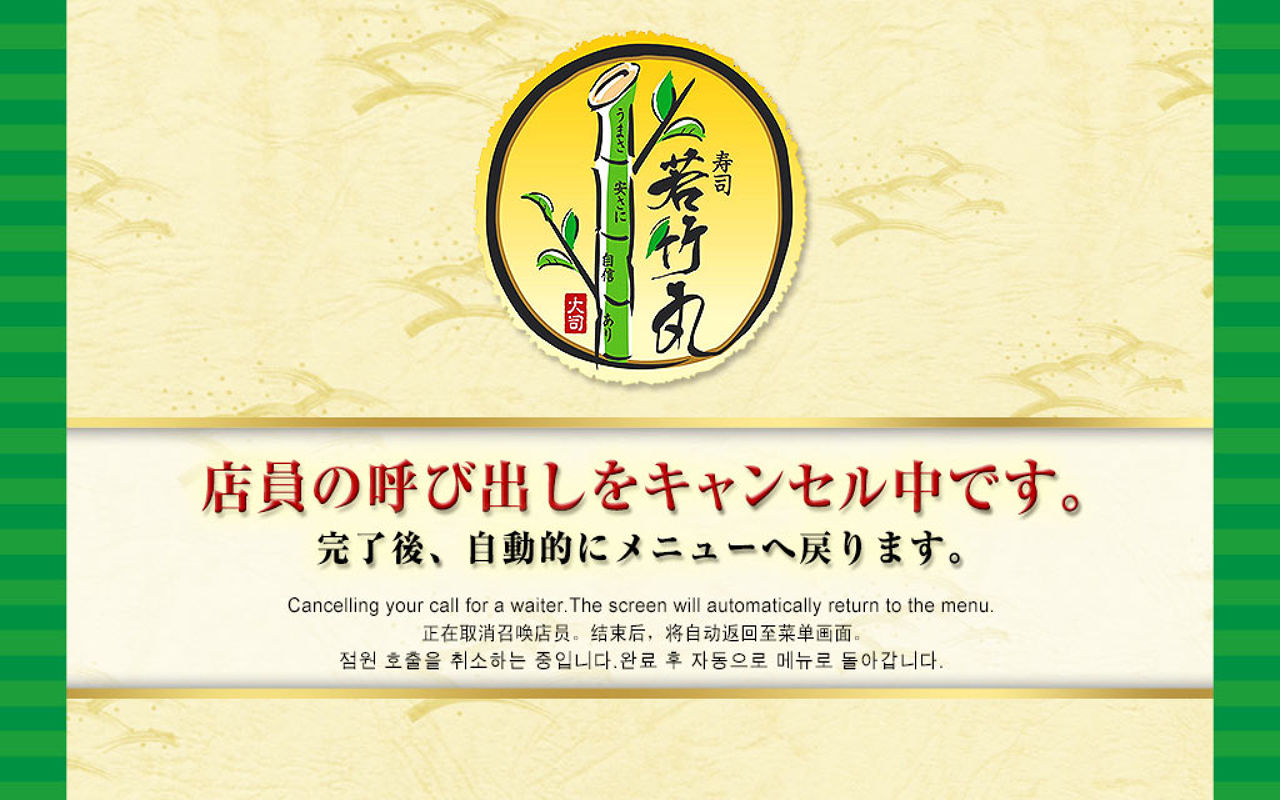 寿司
若竹丸
うまさ
安さに
自信
あり
大司
店員の呼び出しをキャンセル中です。
完了後、自動的にメニューへ戻ります。
Cancelling your call for a waiter.The screen will automatically return to the menu.
正在取消召唤店员。结束后，将自动返回至菜单画面。
점원 호출을 취소하는 중입니다.완료 후 자동으로 메뉴로 돌아갑니다.